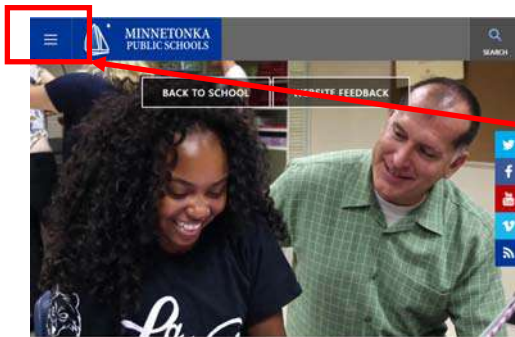 MINNETONKA
PUBLIC SCHOOLS
SEARCH
BACK TO SCHOOL
WEBSITE FEEDBACK